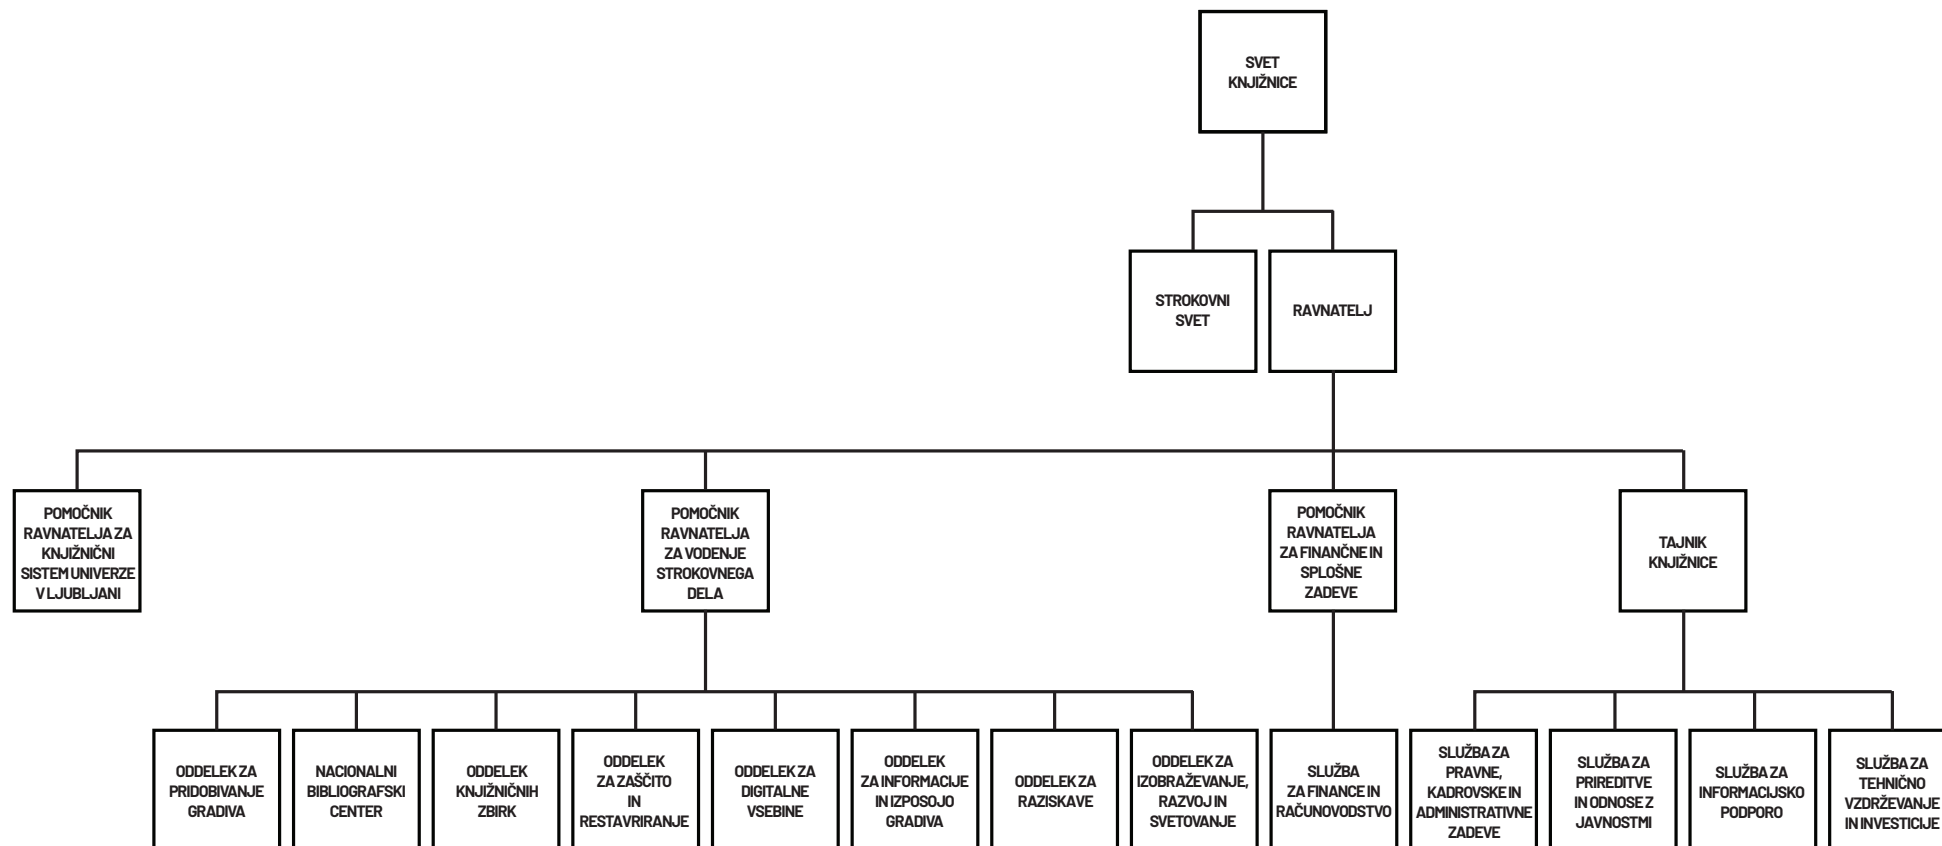 SVET
KNJIŽNICE
STROKOVNI
SVET
RAVNATELJ
POMOČNIK
RAVNATELJA ZA
KNJIŽNIČNI
SISTEM UNIVERZE
V LJUBLJANI
POMOČNIK
RAVNATELJA
ZA VODENJE
STROKOVNEGA
DELA
POMOČNIK
RAVNATELJA
ZA FINANČNE IN
SPLOŠNE
ZADEVE
TAJNIK
KNJIŽNICE
ODDELEK ZA
PRIDOBIVANJE
GRADIVA
NACIONALNI
BIBLIOGRAFSKI
CENTER
ODDELEK
KNJIŽNIČNIH
ZBIRK
ODDELEK
ZA ZAŠČITO
IN
RESTAVRIRANJE
ODDELEK ZA
DIGITALNE
VSEBINE
ODDELEK
ZA INFORMACIJE
IN IZPOSOJO
GRADIVA
ODDELEK ZA
RAZISKAVE
ODDELEK ZA
IZOBRAŽEVANJE,
RAZVOJ IN
SVETOVANJE
SLUŽBA
ZA FINANCE IN
RAČUNOVODSTVO
SLUŽBA ZA
PRAVNE,
KADROVSKE IN
ADMINISTRATIVNE
ZADEVE
SLUŽBA ZA
PRIREDITVE
IN ODNOSE Z
JAVNOSTMI
SLUŽBA ZA
INFORMACIJSKO
PODPORO
SLUŽBA ZA
TEHNIČNO
VZDRŽEVANJE
IN INVESTICIJE